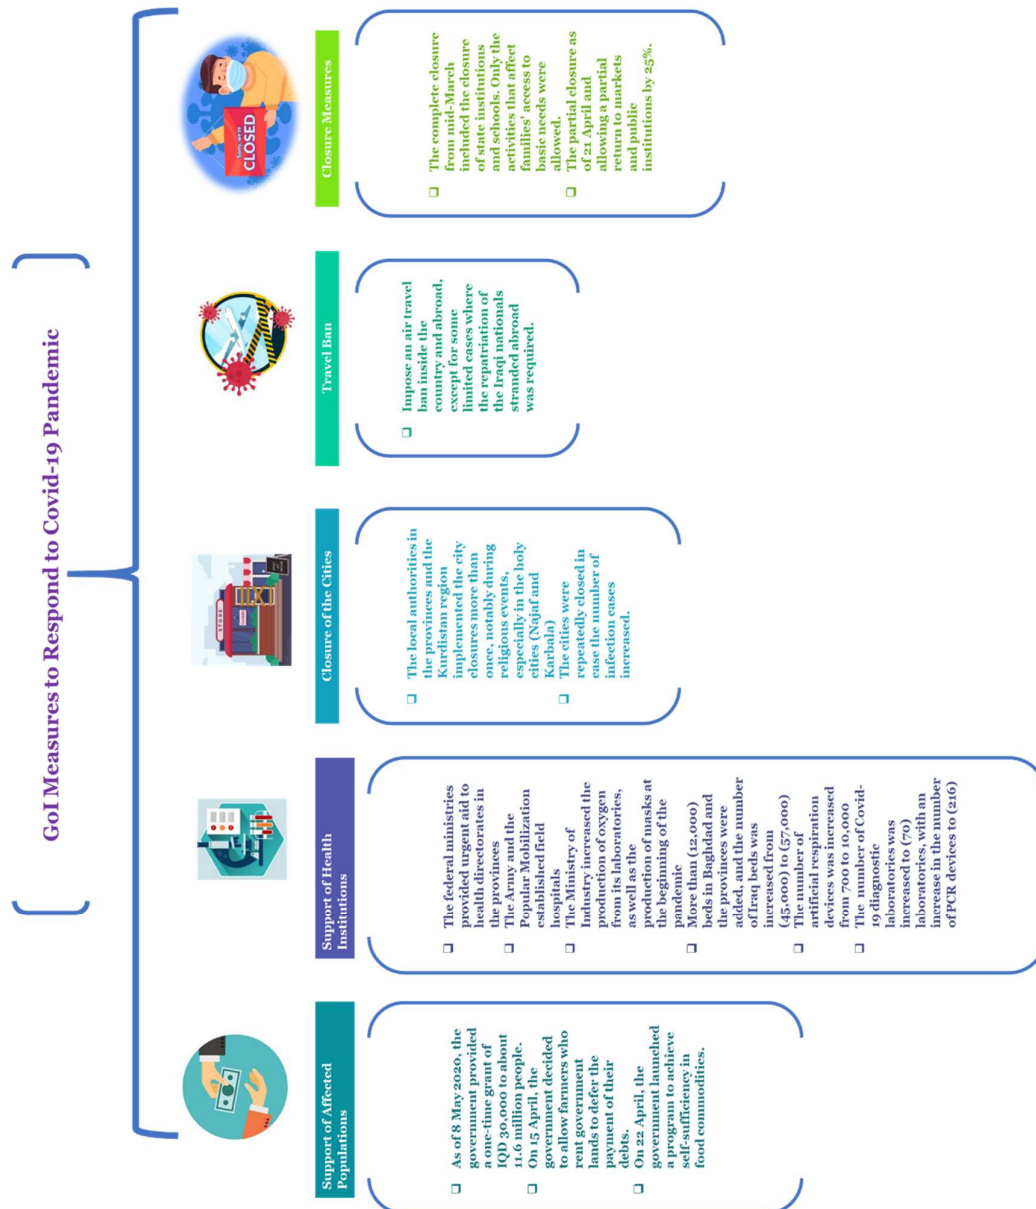 GoI Measures to Respond to Covid-19 Pandemic
Support of Affected
Populations
❑ As of 8 May 2020, the
government provided
a one-time grant of
IQD 30,000 to about
11.6 million people.
❑ On 15 April, the
government decided
to allow farmers who
rent government
lands to defer the
payment of their
debts.
❑ On 22 April, the
government launched
a program to achieve
self-sufficiency in
food commodities.
Support of Health
Institutions
❑ The federal ministries
provided urgent aid to
health directorates in
the provinces
❑ The Army and the
Popular Mobilization
established field
hospitals
❑ The Ministry of
Industry increased the
production of oxygen
from its laboratories,
as well as the
production of masks at
the beginning of the
pandemic
❑ More than (12,000)
beds in Baghdad and
the provinces were
added, and the number
of Iraq beds was
increased from
(45,000) to (57,000)
❑ The number of
artificial respiration
devices was increased
from 700 to 10,000
❑ The number of Covid-
19 diagnostic
laboratories was
increased to (70)
laboratories, with an
increase in the number
of PCR devices to (216)
STORE
Closure of the Cities
❑ The local authorities in
the provinces and the
Kurdistan region
implemented the city
closures more than
once, notably during
religious events,
especially in the holy
cities (Najaf and
Karbala)
❑ The cities were
repeatedly closed in
case the number of
infection cases
increased.
Travel Ban
❑ Impose an air travel
ban inside the
country and abroad,
except for some
limited cases where
the repatriation of
the Iraqi nationals
stranded abroad
was required.
CLOSED
Closure Measures
❑ The complete closure
from mid-March
included the closure
of state institutions
and schools. Only the
activities that affect
families' access to
basic needs were
allowed.
❑ The partial closure as
of 21 April and
allowing a partial
return to markets
and public
institutions by 25%.